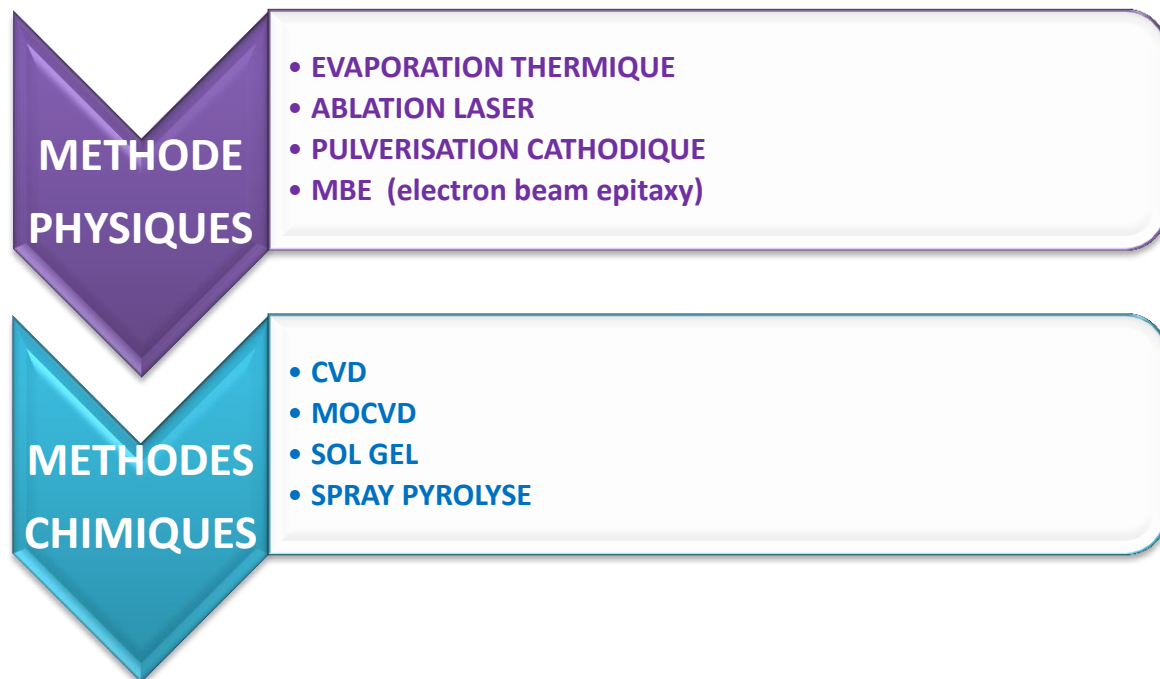 METHODE
PHYSIQUES
• EVAPORATION THERMIQUE
• ABLATION LASER
• PULVERISATION CATHODIQUE
• MBE  (electron beam epitaxy)
METHODES
CHIMIQUES
• CVD
• MOCVD
• SOL GEL
• SPRAY PYROLYSE